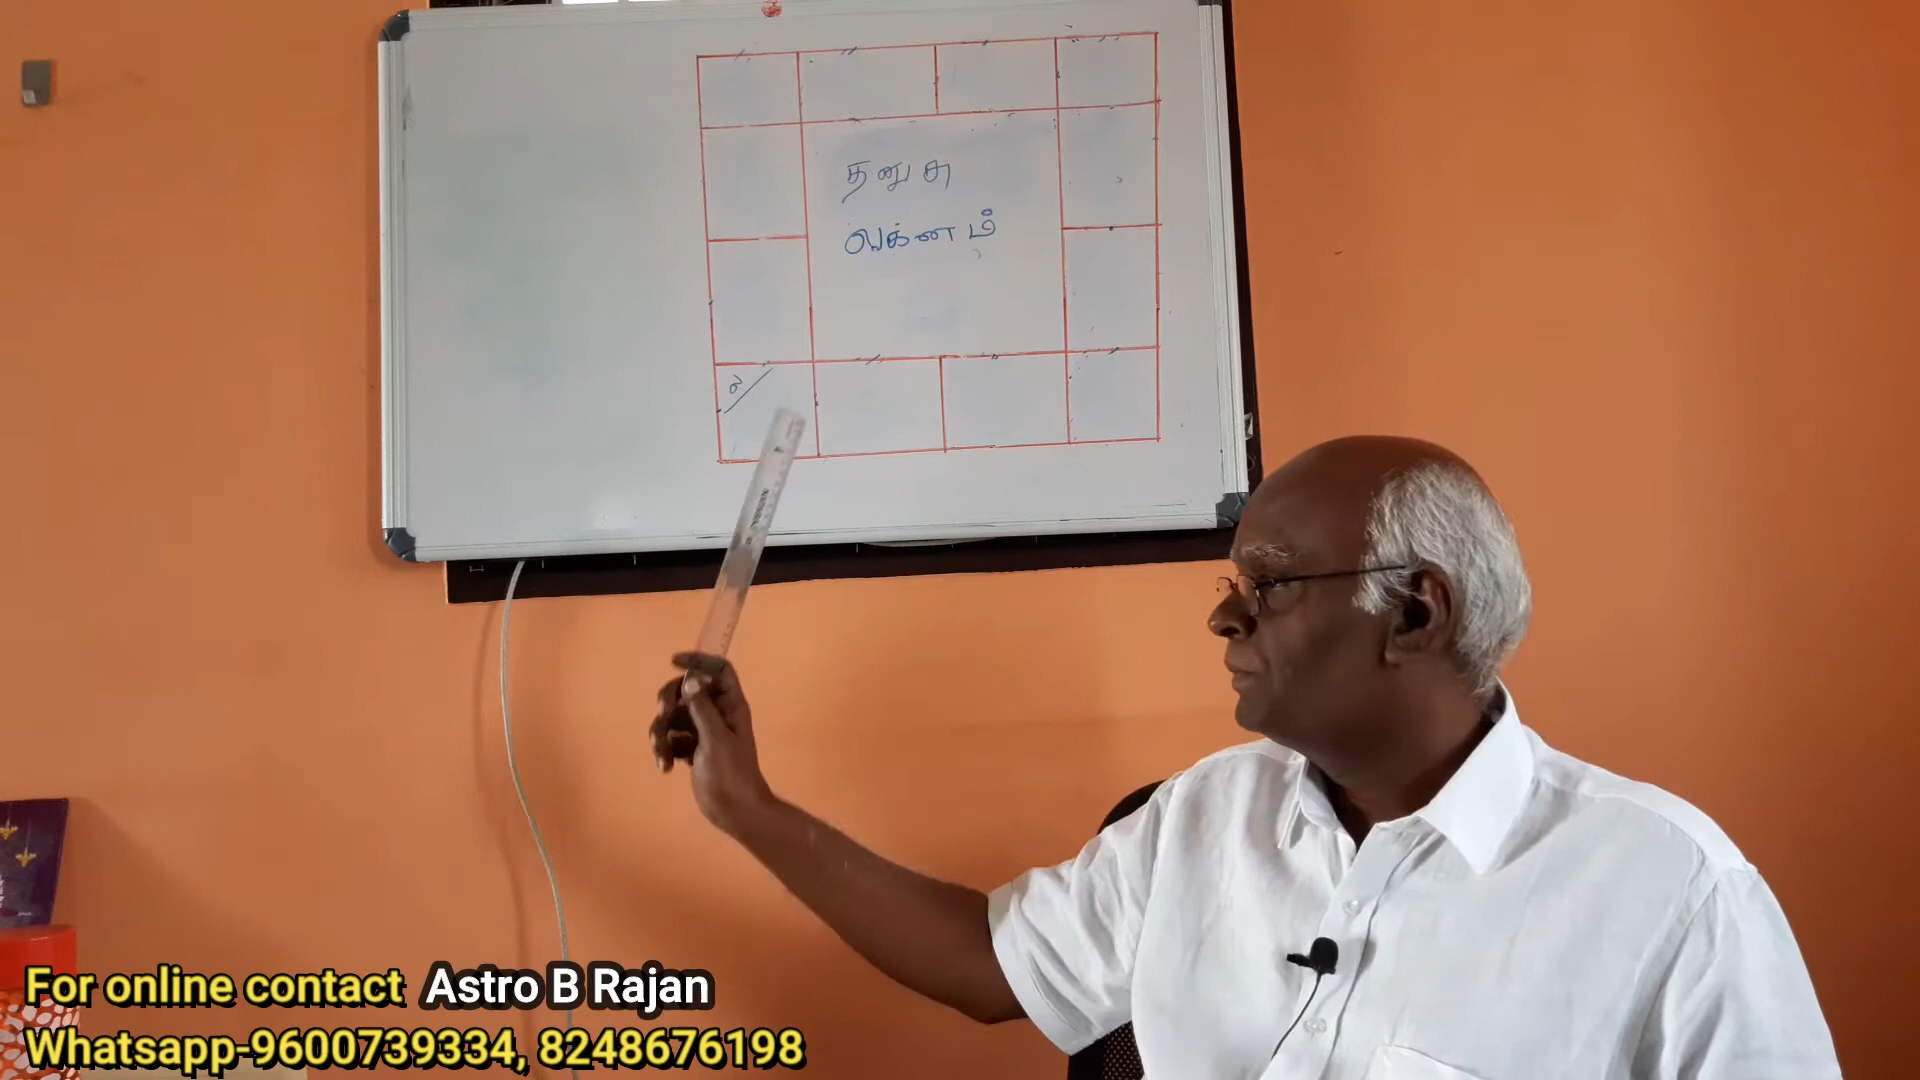 தனுசு
லக்னம்
ல
For online contact Astro B Rajan
Whatsapp-9600739334, 8248676198